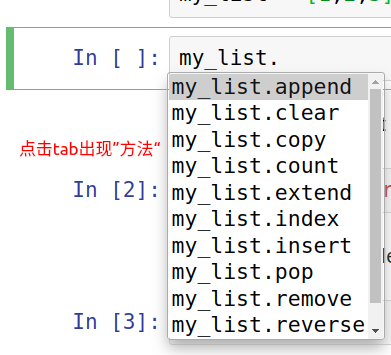 In [ ]: my_list.
my_list.append
my_list.clear
my_list.copy
my_list.count
my_list.extend
my_list.index
my_list.insert
my_list.pop
my_list.remove
my_list.reverse
点击tab出现”方法“
In [2]:
In [3]: